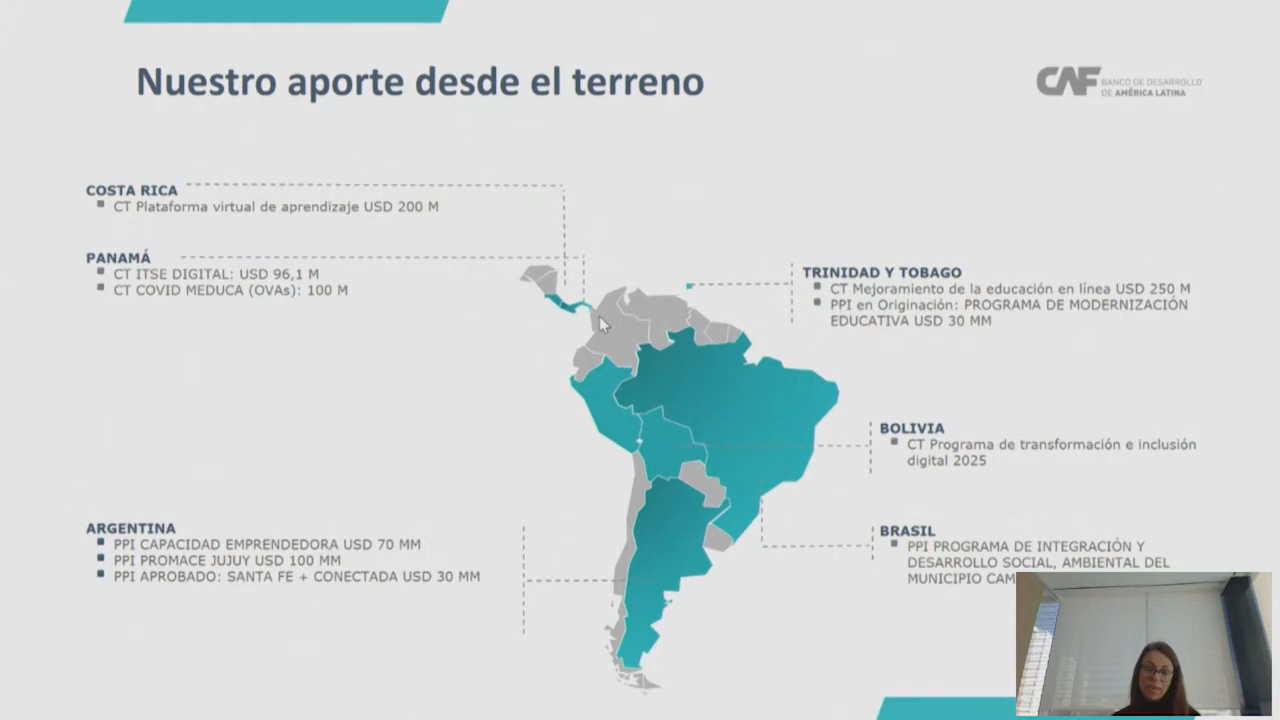 Nuestro aporte desde el terreno
CAF BANCO DE DESARROLLO
DE AMÉRICA LATINA
COSTA RICA
CT Plataforma virtual de aprendizaje USD 200 M
PANAMÁ
CT ITSE DIGITAL: USD 96,1 M
CT COVID MEDUCA (OVAs): 100 M
TRINIDAD Y TOBAGO
CT Mejoramiento de la educación en línea USD 250 M
PPI en Originación: PROGRAMA DE MODERNIZACIÓN
EDUCATIVA USD 30 MM
BOLIVIA
CT Programa de transformación e inclusión
digital 2025
ARGENTINA
PPI CAPACIDAD EMPRENDEDORA USD 70 MM
PPI PROMACE JUJUY USD 100 MM
PPI APROBADO: SANTA FE + CONECTADA USD 30 MM
BRASIL
PPI PROGRAMA DE INTEGRACIÓN Y
DESARROLLO SOCIAL, AMBIENTAL DEL
MUNICIPIO